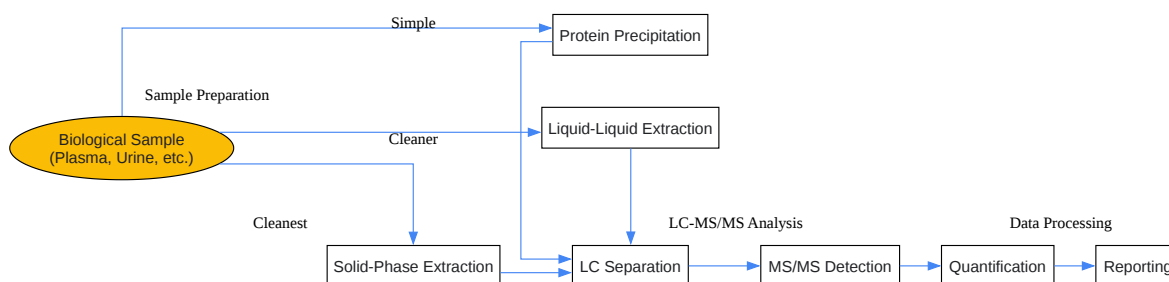 Simple
Protein Precipitation
Sample Preparation
Liquid-Liquid Extraction
Cleaner
Biological Sample
(Plasma, Urine, etc.)
Cleanest
LC-MS/MS Analysis
Data Processing
Solid-Phase Extraction
LC Separation
MS/MS Detection
Quantification
Reporting